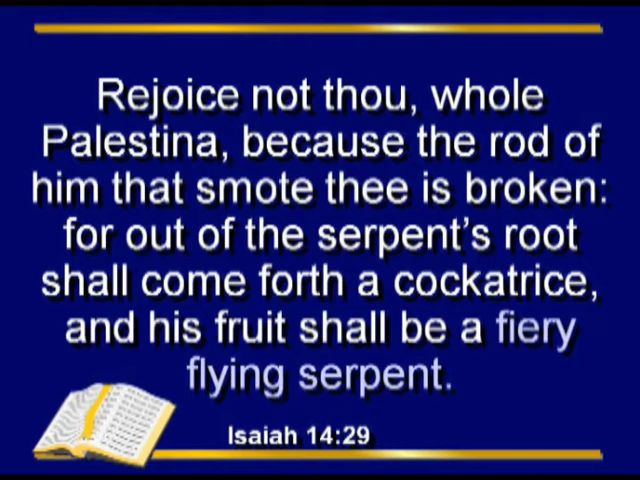 Rejoice not thou, whole
Palestina, because the rod of
him that smote thee is broken:
for out of the serpent's root
shall come forth a cockatrice,
and his fruit shall be a fiery
flying serpent.
Isaiah 14:29